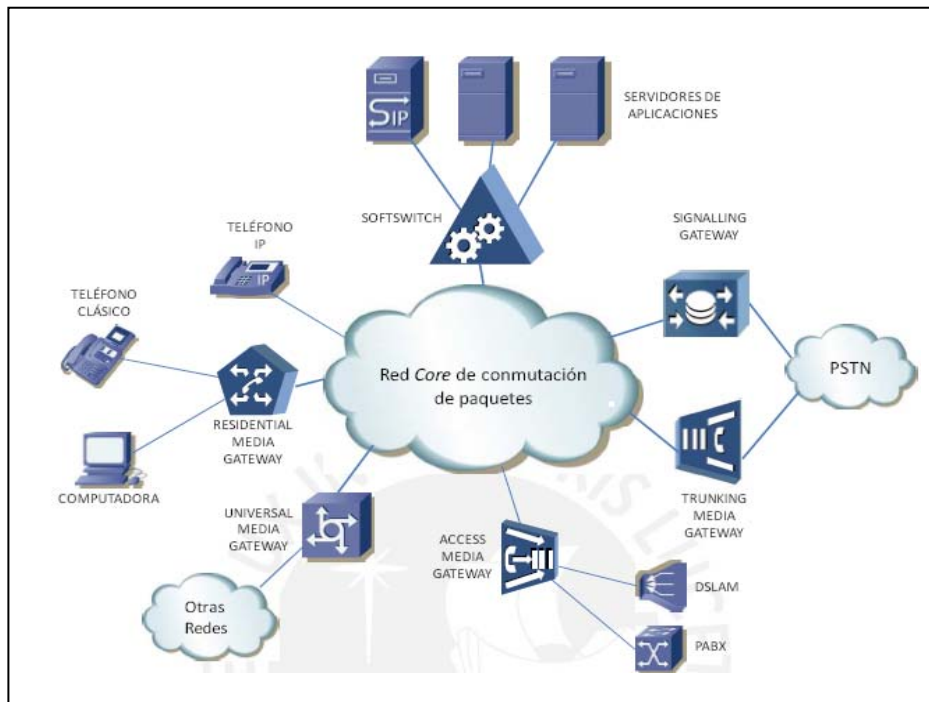 SIP
SERVIDORES DE
APLICACIONES
SOFTSWITCH
SIGNALLING
GATEWAY
TELÉFONO
IP
IP
TELÉFONO
CLÁSICO
Red Core de conmutación
de paquetes
PSTN
RESIDENTIAL
MEDIA
GATEWAY
COMPUTADORA
TRUNKING
MEDIA
GATEWAY
UNIVERSAL
MEDIA
GATEWAY
ACCESS
MEDIA
GATEWAY
DSLAM
Otras
Redes
PABX